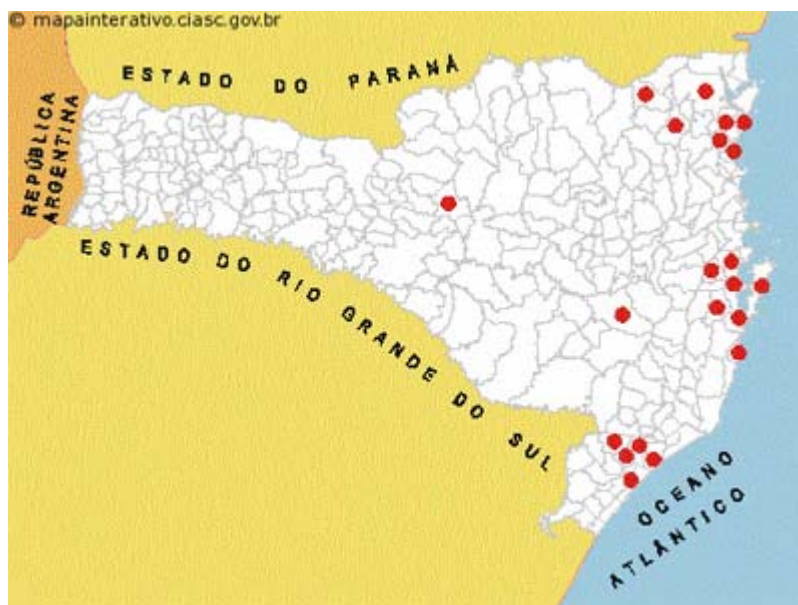 © mapainterativo.ciasc.gov.br
ESTADO DO PARANÁ
REPÚBLICA
ARGENTINA
ESTADO DO RIO GRANDE DO SUL
OCEANO
ATLÂNTICO